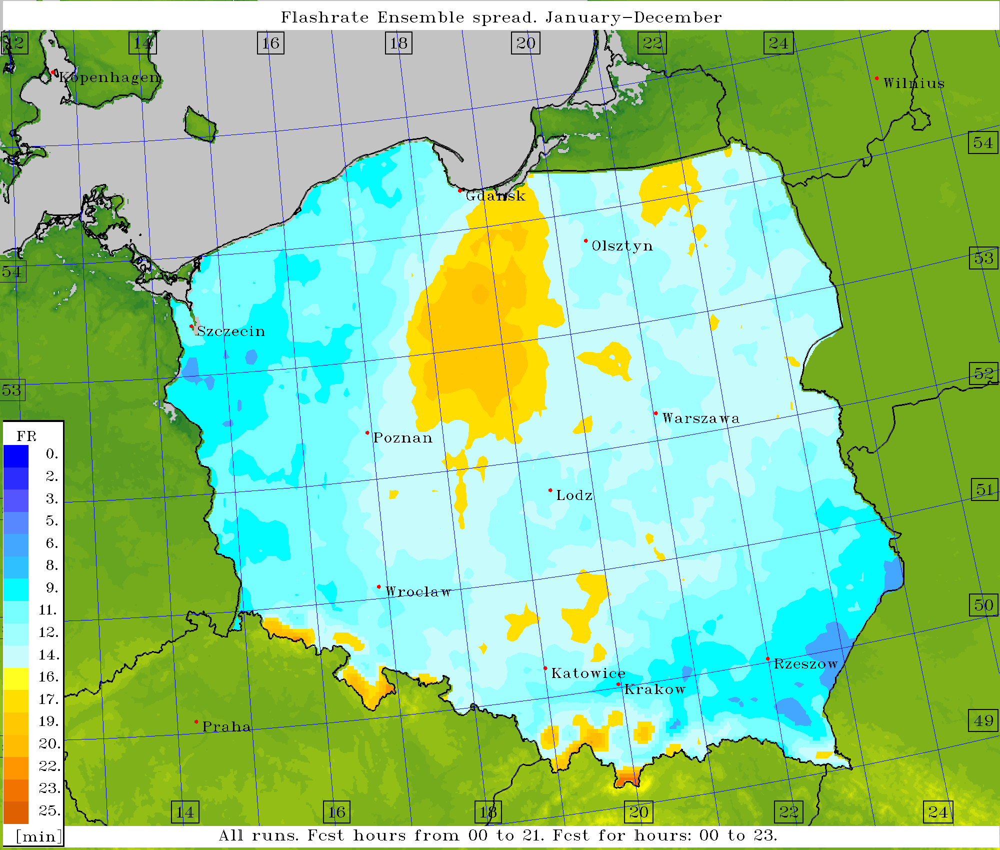 Flashrate Ensemble spread. January-December
12 14 16 18 20 22 24
Kopenhagen
Wilnius
54
Gdansk
Olsztyn
53
54
Szczecin
52
53
Warszawa
FR
Poznan
0.
2.
51
Lodz
3.
5.
6.
8.
9.
Wroclaw
50
11.
12.
14.
Rzeszow
Katowice
16.
Krakow
17.
19.
49
Praha
20.
22.
23.
25.
14 16 18 20 22 24
[min]
All runs. Fcst hours from 00 to 21. Fcst for hours: 00 to 23.